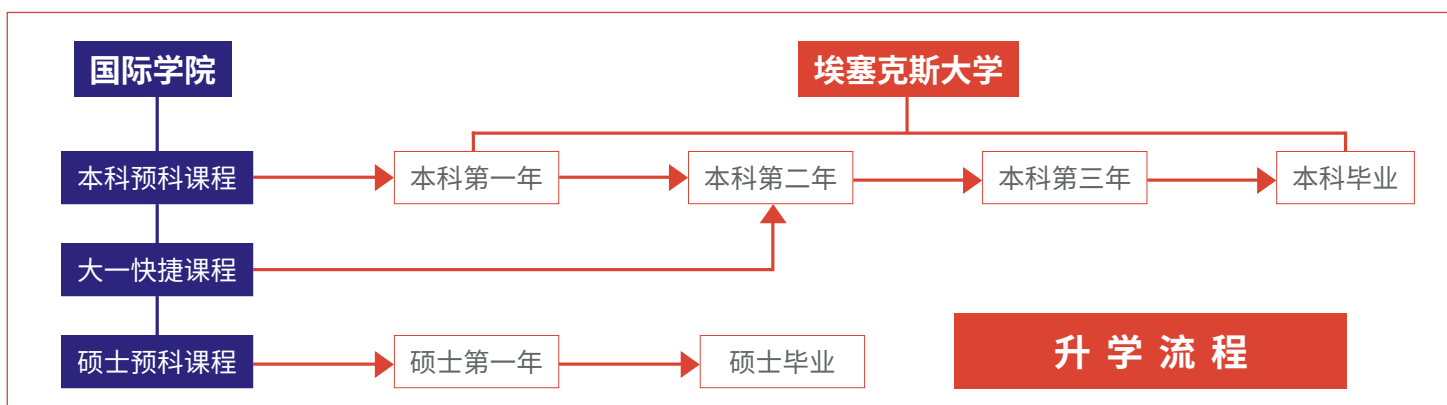 国际学院
埃塞克斯大学
本科预科课程
本科第一年
本科第二年
本科第三年
本科毕业
大一快捷课程
硕士预科课程
硕士第一年
硕士毕业
升学流程